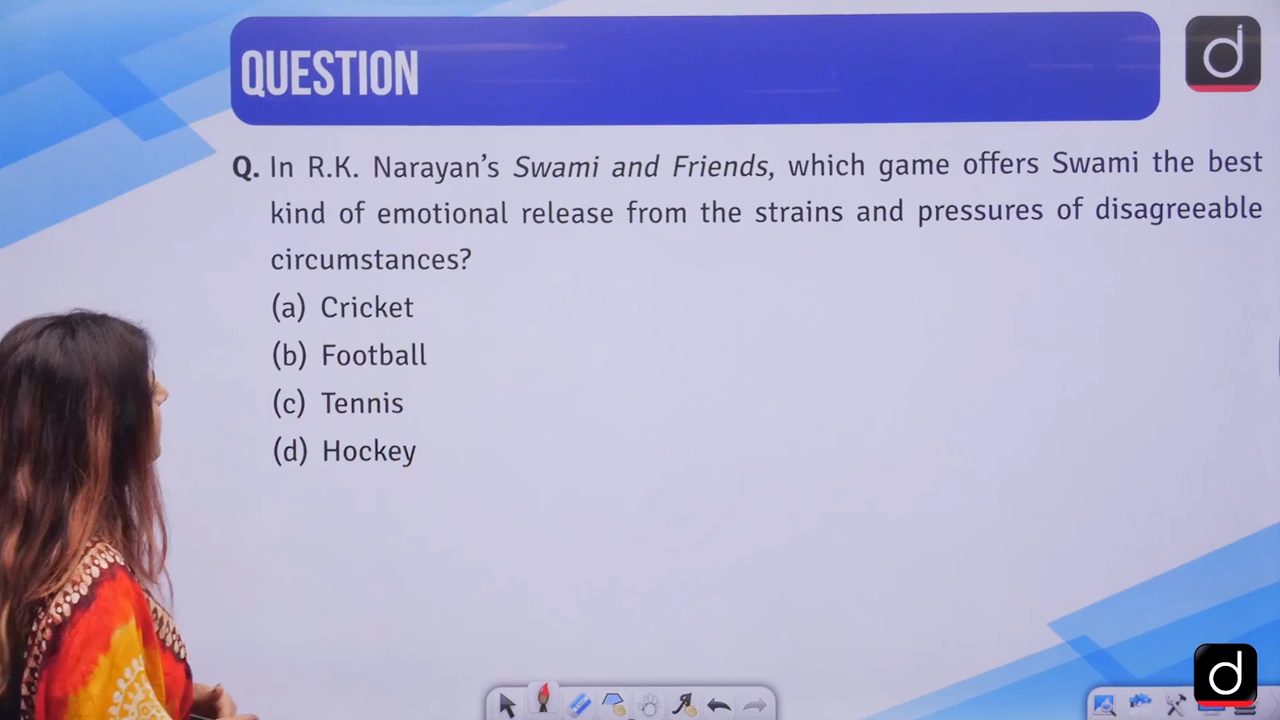 QUESTION
Q. In R.K. Narayan’s Swami and Friends, which game offers Swami the best
kind of emotional release from the strains and pressures of disagreeable
circumstances?
(a) Cricket
(b) Football
(c) Tennis
(d) Hockey
d
d